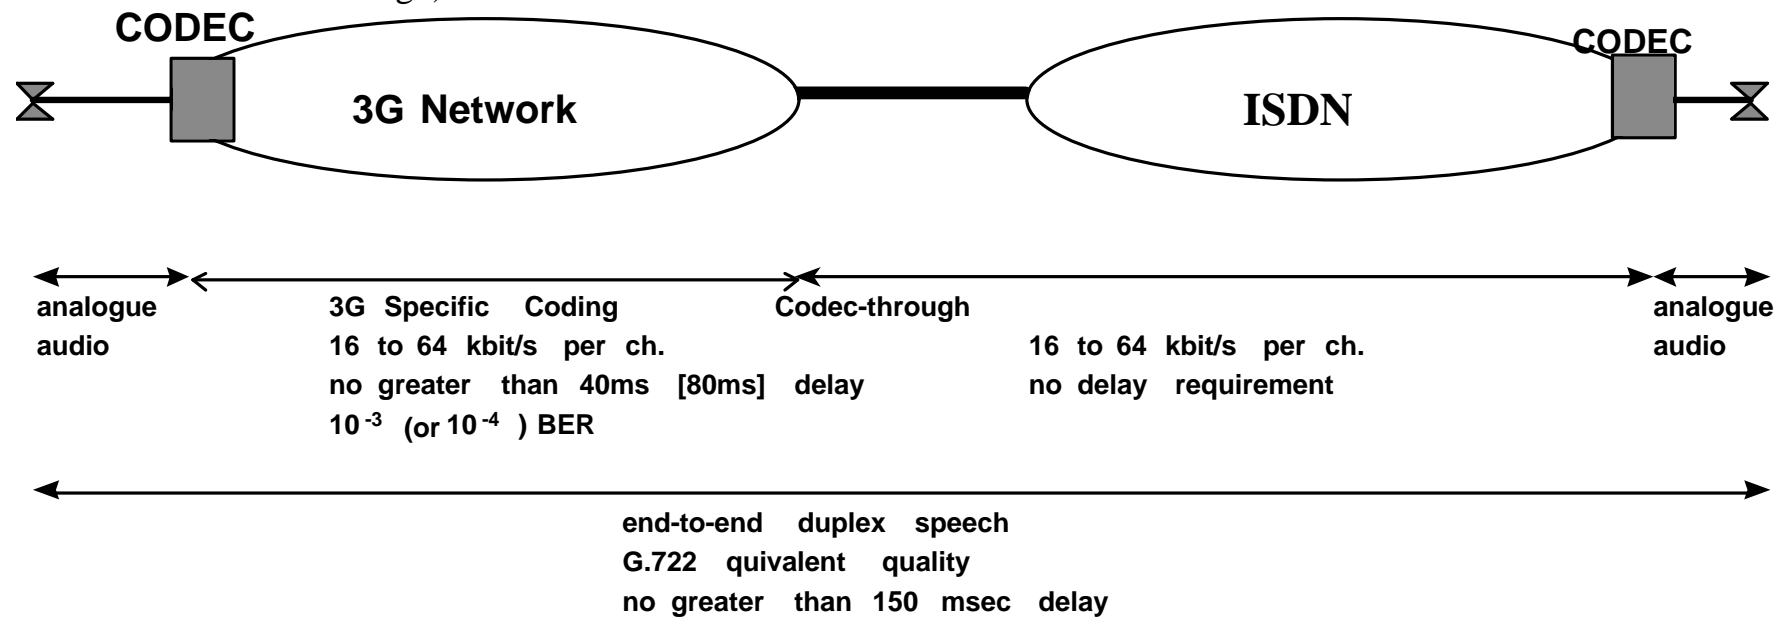 CODEC
CODEC
3G Network
ISDN
analogue
audio
3G Specific Coding
16 to 64 kbit/s per ch.
no greater than 40ms [80ms] delay
10 -3 (or 10 -4 ) BER
Codec-through
16 to 64 kbit/s per ch.
no delay requirement
analogue
audio
end-to-end duplex speech
G.722 quivalent quality
no greater than 150 msec delay